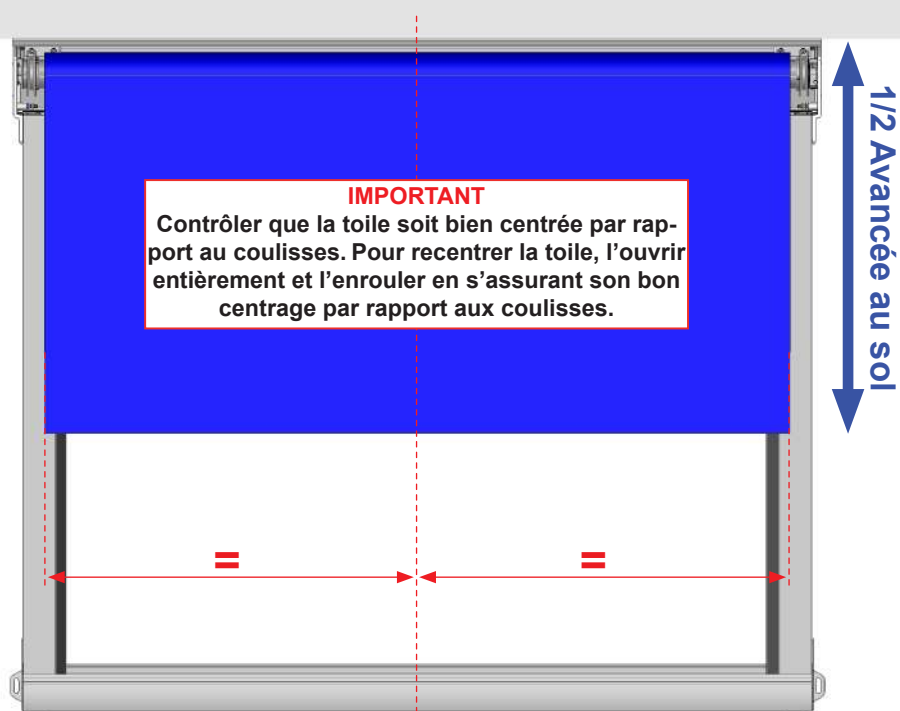 IMPORTANT
Contrôler que la toile soit bien centrée par rap-
port au coulisses. Pour recentrer la toile, l’ouvrir
entièrement et l’enrouler en s’assurant son bon
centrage par rapport aux coulisses.
1/2 Avancée au sol
= =